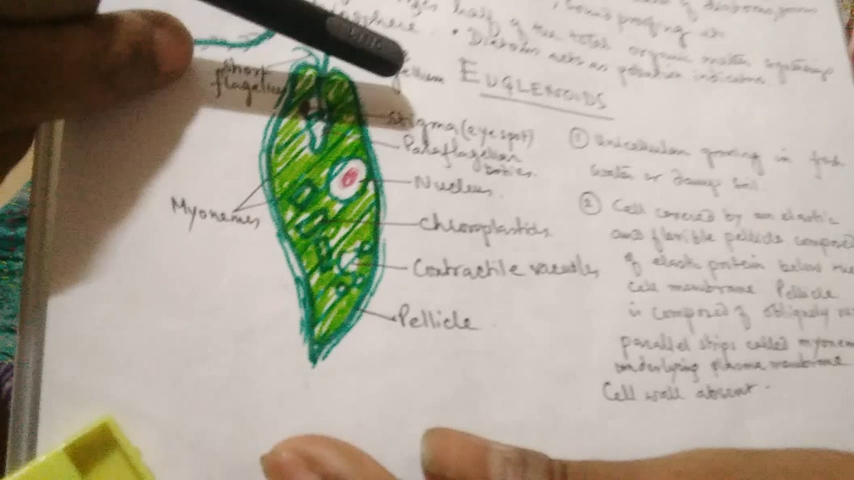 half of the total organic matter
• Diatoms acts as pollution indicators.
EUGLENOIDS
short
flagellum
Stigma (eye spot)
Paraflagellar
bodies.
Nucleus.
Myonemes
Chloroplastids
Contractile vacuoles
Pellicle
① Unicellular growing in fresh
water or damp soil.
② Cell covered by an elastic
and flexible pellicle composed
of elastic protein below the
cell membrane Pellicle
is composed of obliquely
parallel strips called myonem
underlying plasma membrane
Cell wall absent.